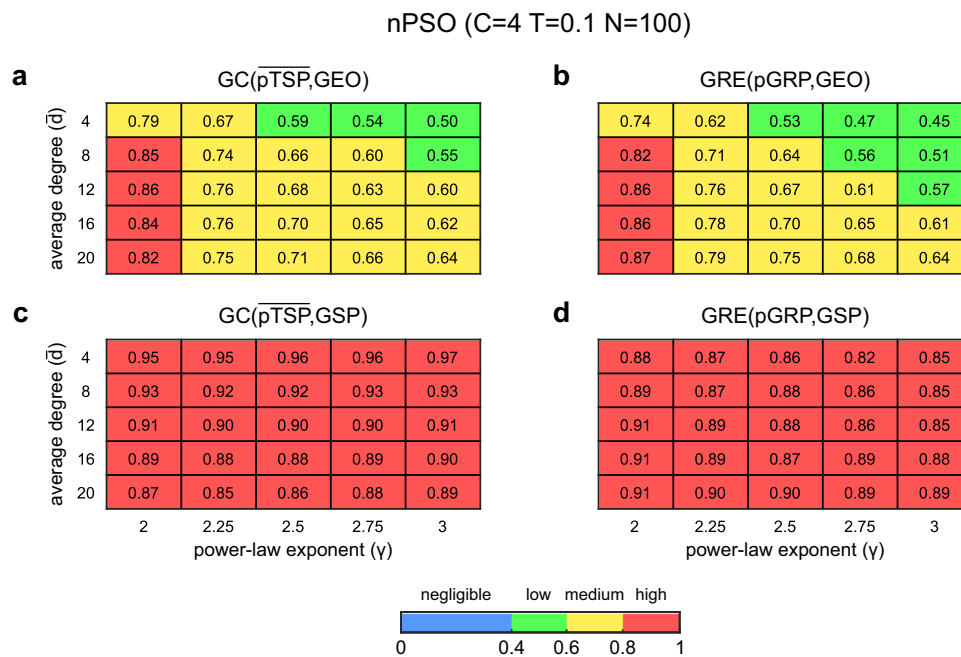 nPSO (C=4 T=0.1 N=100)
a
GC(pTSP,GEO)
average degree (d̅)
4 0.79 0.67 0.59 0.54 0.50
8 0.85 0.74 0.66 0.60 0.55
12 0.86 0.76 0.68 0.63 0.60
16 0.84 0.76 0.70 0.65 0.62
20 0.82 0.75 0.71 0.66 0.64
b
GRE(pGRP,GEO)
0.74 0.62 0.53 0.47 0.45
0.82 0.71 0.64 0.56 0.51
0.86 0.76 0.67 0.61 0.57
0.86 0.78 0.70 0.65 0.61
0.87 0.79 0.75 0.68 0.64
c
GC(pTSP,GSP)
average degree (d̅)
4 0.95 0.95 0.96 0.96 0.97
8 0.93 0.92 0.92 0.93 0.93
12 0.91 0.90 0.90 0.90 0.91
16 0.89 0.88 0.88 0.89 0.90
20 0.87 0.85 0.86 0.88 0.89
2 2.25 2.5 2.75 3
power-law exponent (γ)
d
GRE(pGRP,GSP)
0.88 0.87 0.86 0.82 0.85
0.89 0.87 0.88 0.86 0.85
0.91 0.89 0.88 0.86 0.85
0.91 0.89 0.87 0.89 0.88
0.91 0.90 0.90 0.89 0.89
2 2.25 2.5 2.75 3
power-law exponent (γ)
negligible low medium high
0 0.4 0.6 0.8 1